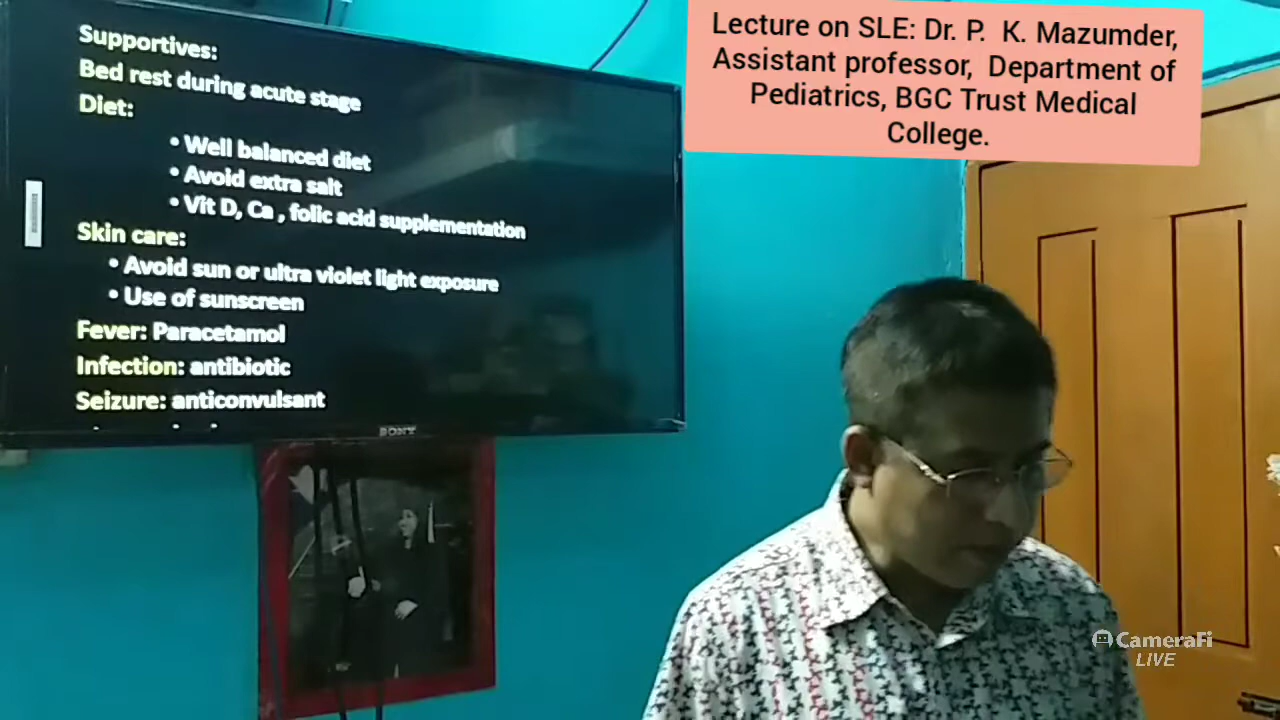 Supportives:
Bed rest during acute stage
Diet:
• Well balanced diet
• Avoid extra salt
• Vit D, Ca , folic acid supplementation
Skin care:
• Avoid sun or ultra violet light exposure
• Use of sunscreen
Fever: Paracetamol
Infection: antibiotic
Seizure: anticonvulsant
SONY
Lecture on SLE: Dr. P. K. Mazumder,
Assistant professor, Department of
Pediatrics, BGC Trust Medical
College.
CameraFi
LIVE